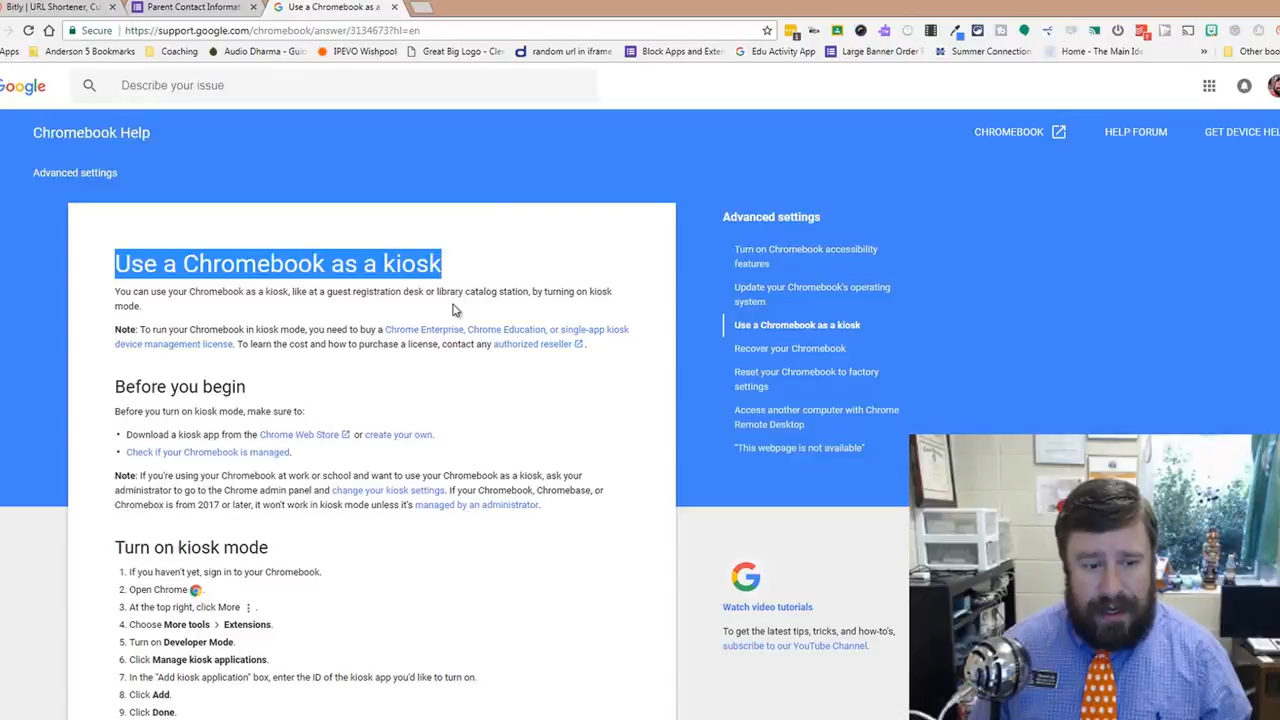 Bitly | URL Shortener, Cu
Parent Contact Informat
Use a Chromebook as a
Secure
https://support.google.com/chromebook/answer/3134673?hl=en
Apps
Anderson 5 Bookmarks
Coaching
Audio Dharma - Gui
IPEVO Wishpool
Great Big Logo - Cle
random url in iframe
Block Apps and Exter
Edu Activity App
Large Banner Order F
Summer Connection
Home - The Main Ide
»
Other boo
Google
Describe your issue
Chromebook Help
CHROMEBOOK
HELP FORUM
GET DEVICE HEL
Advanced settings
Use a Chromebook as a kiosk
You can use your Chromebook as a kiosk, like at a guest registration desk or library catalog station, by turning on kiosk
mode.
Note: To run your Chromebook in kiosk mode, you need to buy a Chrome Enterprise, Chrome Education, or single-app kiosk
device management license. To learn the cost and how to purchase a license, contact any authorized reseller.
Before you begin
Before you turn on kiosk mode, make sure to:
• Download a kiosk app from the Chrome Web Store or create your own.
• Check if your Chromebook is managed.
Note: If you're using your Chromebook at work or school and want to use your Chromebook as a kiosk, ask your
administrator to go to the Chrome admin panel and change your kiosk settings. If your Chromebook, Chromebase, or
Chromebox is from 2017 or later, it won't work in kiosk mode unless it's managed by an administrator.
Turn on kiosk mode
1. If you haven't yet, sign in to your Chromebook.
2. Open Chrome.
3. At the top right, click More.
4. Choose More tools > Extensions.
5. Turn on Developer Mode.
6. Click Manage kiosk applications.
7. In the "Add kiosk application" box, enter the ID of the kiosk app you'd like to turn on.
8. Click Add.
9. Click Done.
Advanced settings
Turn on Chromebook accessibility
features
Update your Chromebook's operating
system
Use a Chromebook as a kiosk
Recover your Chromebook
Reset your Chromebook to factory
settings
Access another computer with Chrome
Remote Desktop
"This webpage is not available"
G
Watch video tutorials
To get the latest tips, tricks, and how-to's,
subscribe to our YouTube Channel.